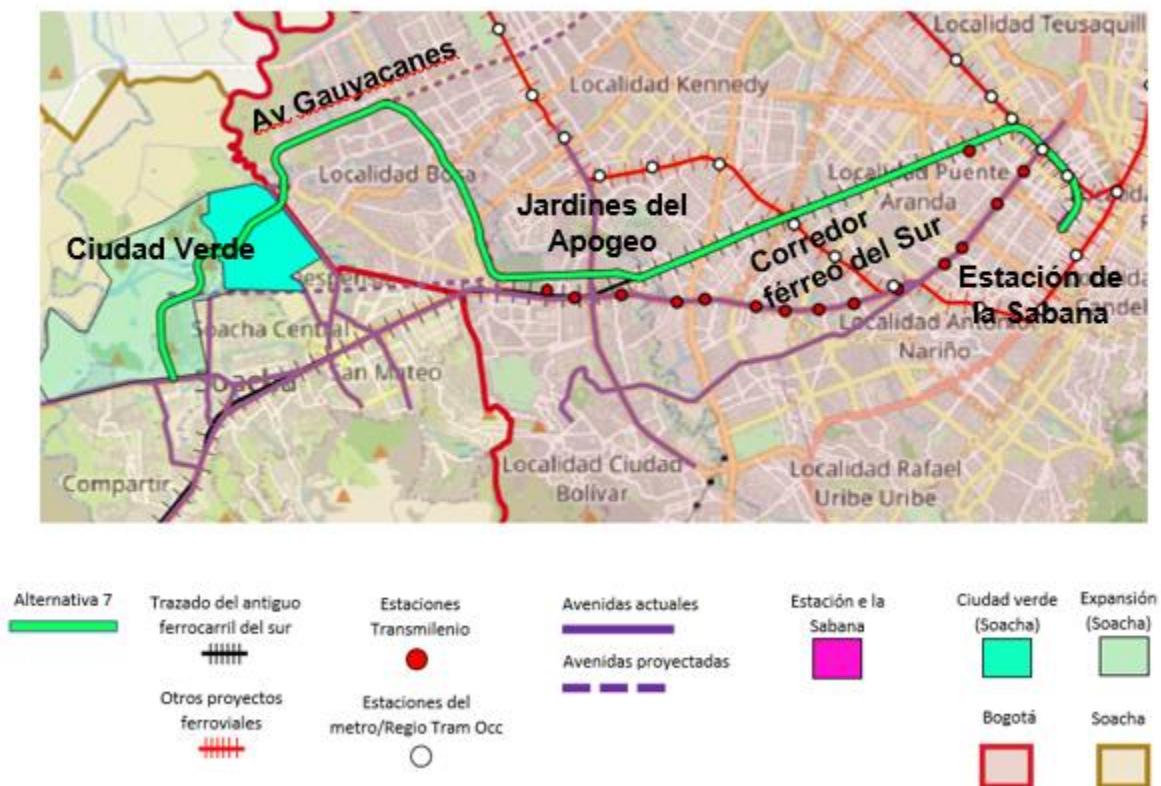 Localidad Teusaquill
Av Gauyacanes
Localidad Kennedy
Localidad Bosa
Localidad Puente
Aranda
Jardines del
Apogeo
Ciudad Verde
Corredor
férreo del Sur
Estación de
la Sabana
Soacha Central
Soacha
San Mateo
Localidad Antonio
Nariño
Compartir
Localidad Ciudad
Bolívar
Localidad Rafael
Uribe Uribe
Alternativa 7
Trazado del antiguo
ferrocarril del sur
Otros proyectos
ferroviales
Estaciones
Transmilenio
Estaciones del
metro/Regio Tram Occ
Avenidas actuales
Avenidas proyectadas
Estación e la
Sabana
Ciudad verde
(Soacha)
Expansión
(Soacha)
Bogotá
Soacha